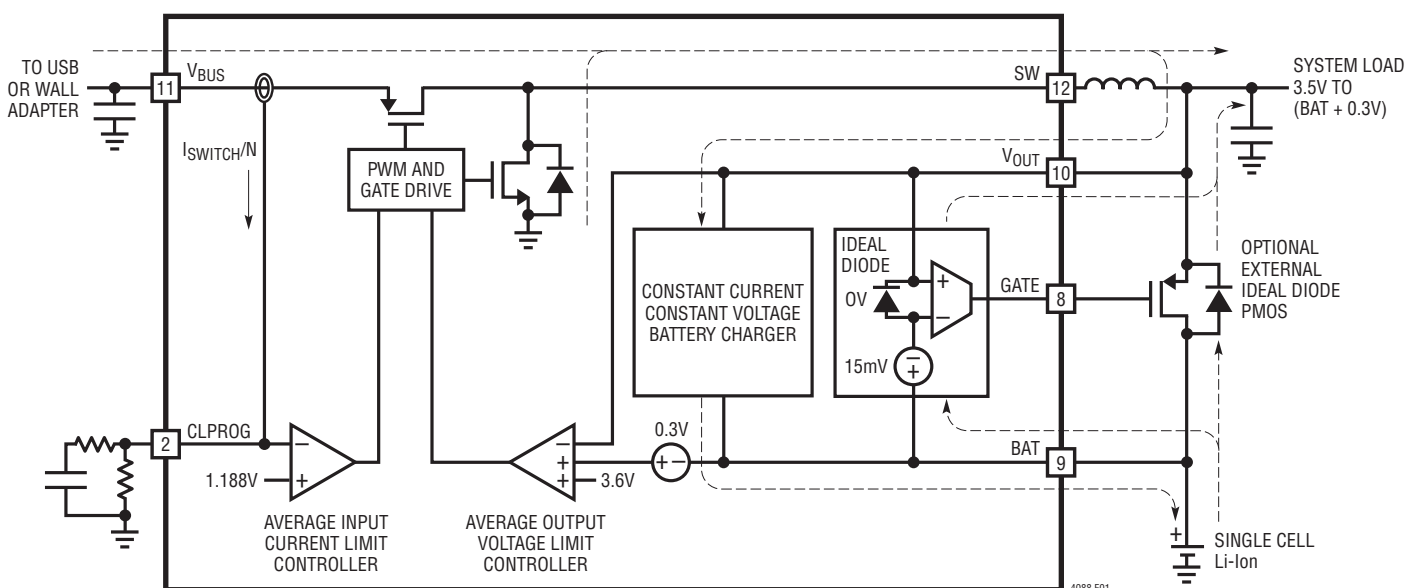 TO USB
OR WALL
ADAPTER
11
VBUS
SW
12
SYSTEM LOAD
3.5V TO
(BAT + 0.3V)
ISWITCH/N
PWM AND
GATE DRIVE
VOUT
10
CONSTANT CURRENT
CONSTANT VOLTAGE
BATTERY CHARGER
IDEAL
DIODE
0V
+
–
15mV
–
+
GATE
8
OPTIONAL
EXTERNAL
IDEAL DIODE
PMOS
2
CLPROG
–
1.188V
+
AVERAGE INPUT
CURRENT LIMIT
CONTROLLER
–
+
+
3.6V
0.3V
+ –
AVERAGE OUTPUT
VOLTAGE LIMIT
CONTROLLER
BAT
9
+
SINGLE CELL
Li-Ion
4088 F01